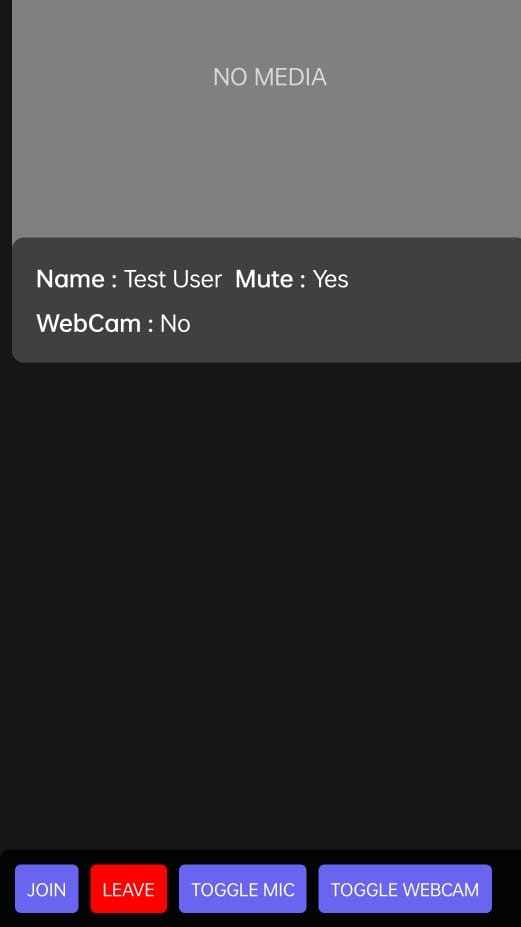 NO MEDIA
Name : Test User Mute : Yes
WebCam : No
JOIN LEAVE TOGGLE MIC TOGGLE WEBCAM